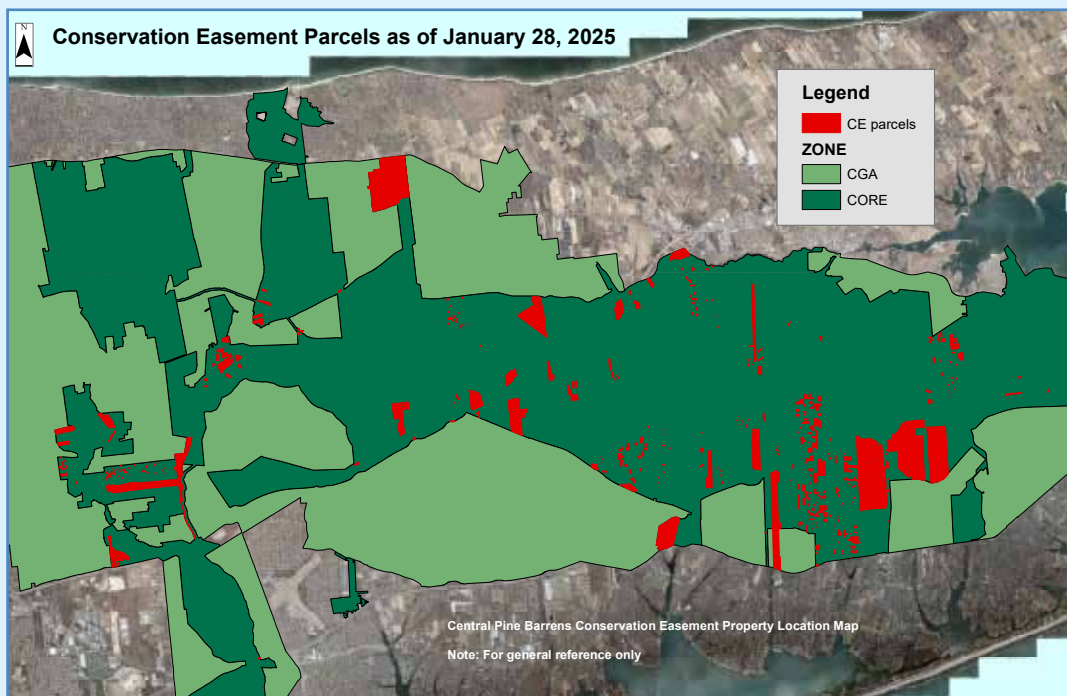 N
Conservation Easement Parcels as of January 28, 2025
Legend
CE parcels
ZONE
CGA
CORE
Central Pine Barrens Conservation Easement Property Location Map
Note: For general reference only